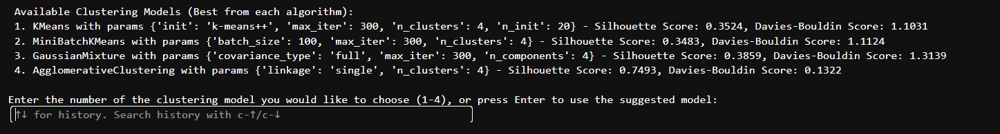 Available Clustering Models (Best from each algorithm):
1. KMeans with params {'init': 'k-means++', 'max_iter': 300, 'n_clusters': 4, 'n_init': 20} - Silhouette Score: 0.3524, Davies-Bouldin Score: 1.1031
2. MiniBatchKMeans with params {'batch_size': 100, 'max_iter': 300, 'n_clusters': 4} - Silhouette Score: 0.3483, Davies-Bouldin Score: 1.1124
3. GaussianMixture with params {'covariance_type': 'full', 'max_iter': 300, 'n_components': 4} - Silhouette Score: 0.3859, Davies-Bouldin Score: 1.3139
4. AgglomerativeClustering with params {'linkage': 'single', 'n_clusters': 4} - Silhouette Score: 0.7493, Davies-Bouldin Score: 0.1322
Enter the number of the clustering model you would like to choose (1-4), or press Enter to use the suggested model:
↑↓ for history. Search history with c-↑/c-↓